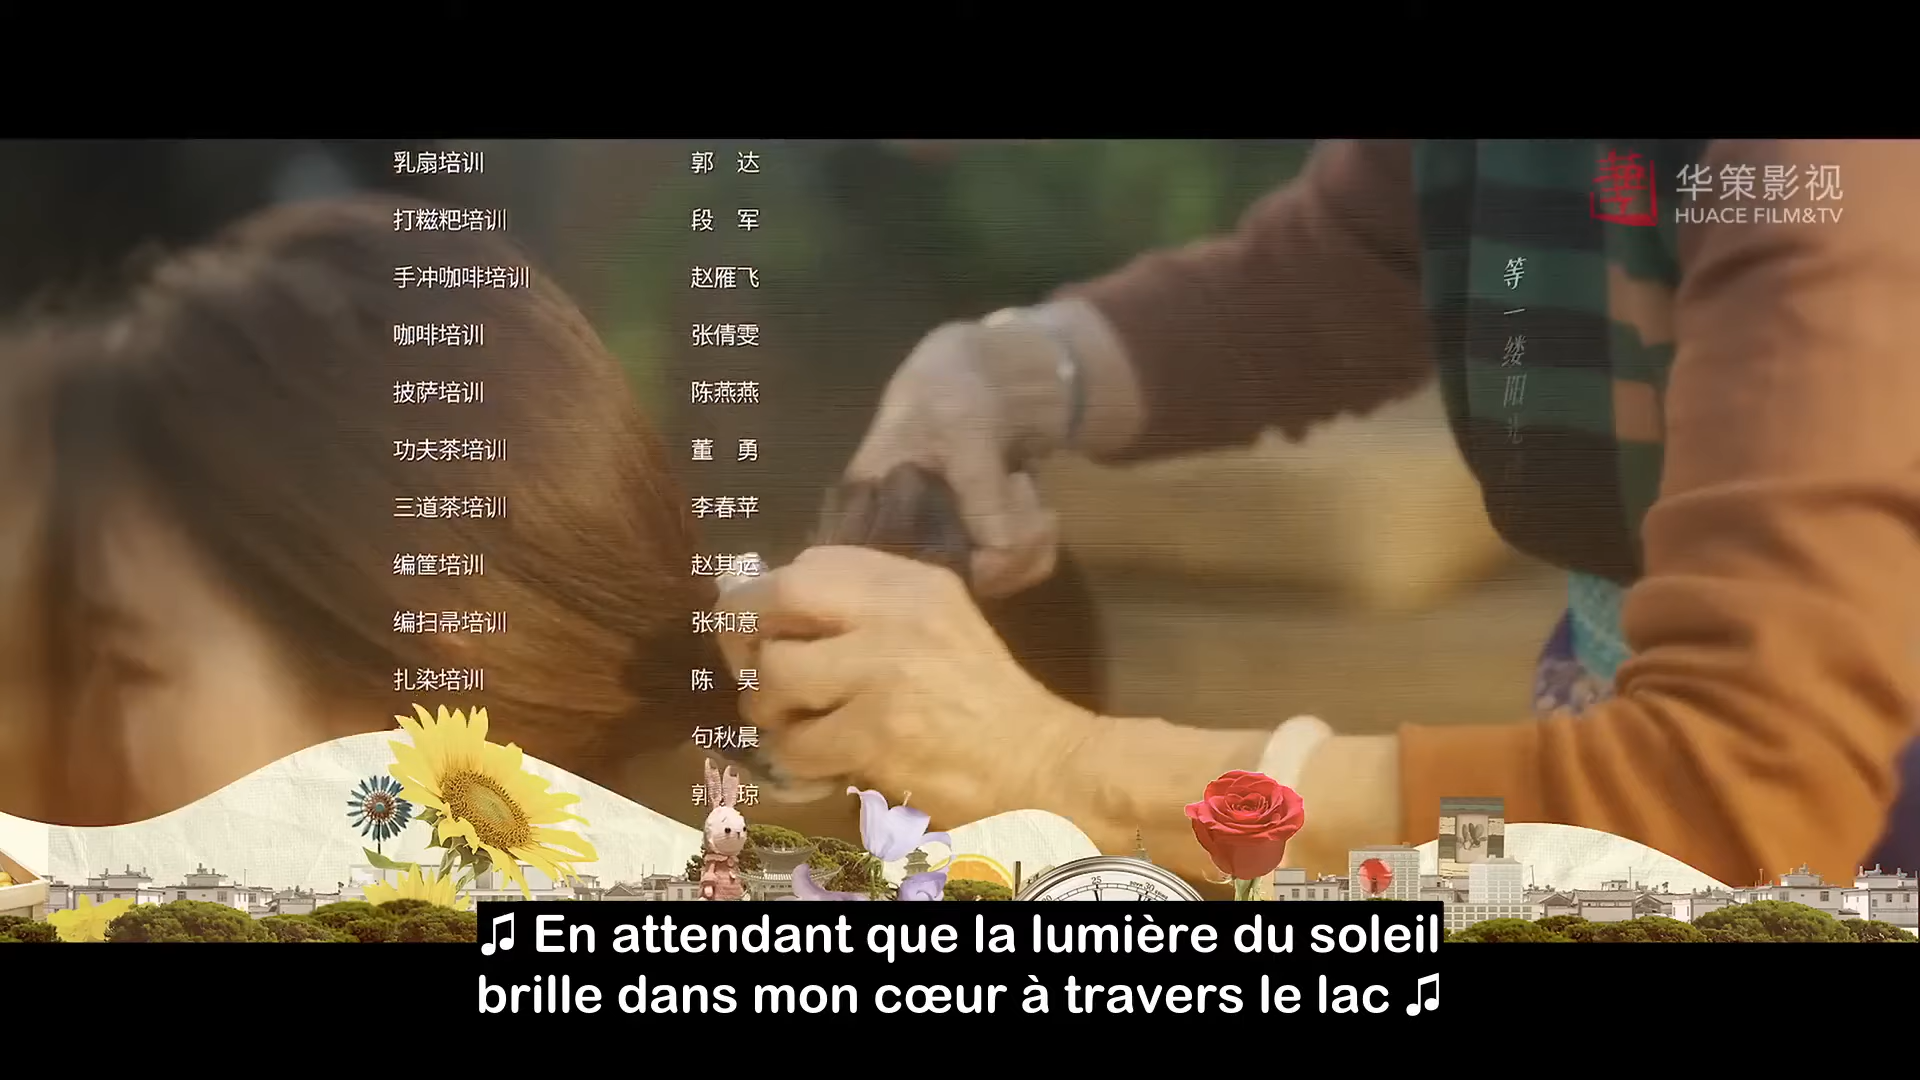 乳扇培训 郭 达
打糍粑培训 段 军
手冲咖啡培训 赵雁飞
咖啡培训 张倩雯
披萨培训 陈燕燕
功夫茶培训 董 勇
三道茶培训 李春苹
编筐培训 赵其运
编扫帚培训 张和意
扎染培训 陈 昊
句秋晨
郭 琼
华策影视
HUACE FILM&TV
等一缕阳光
25
30
♫ En attendant que la lumière du soleil
brille dans mon cœur à travers le lac ♫